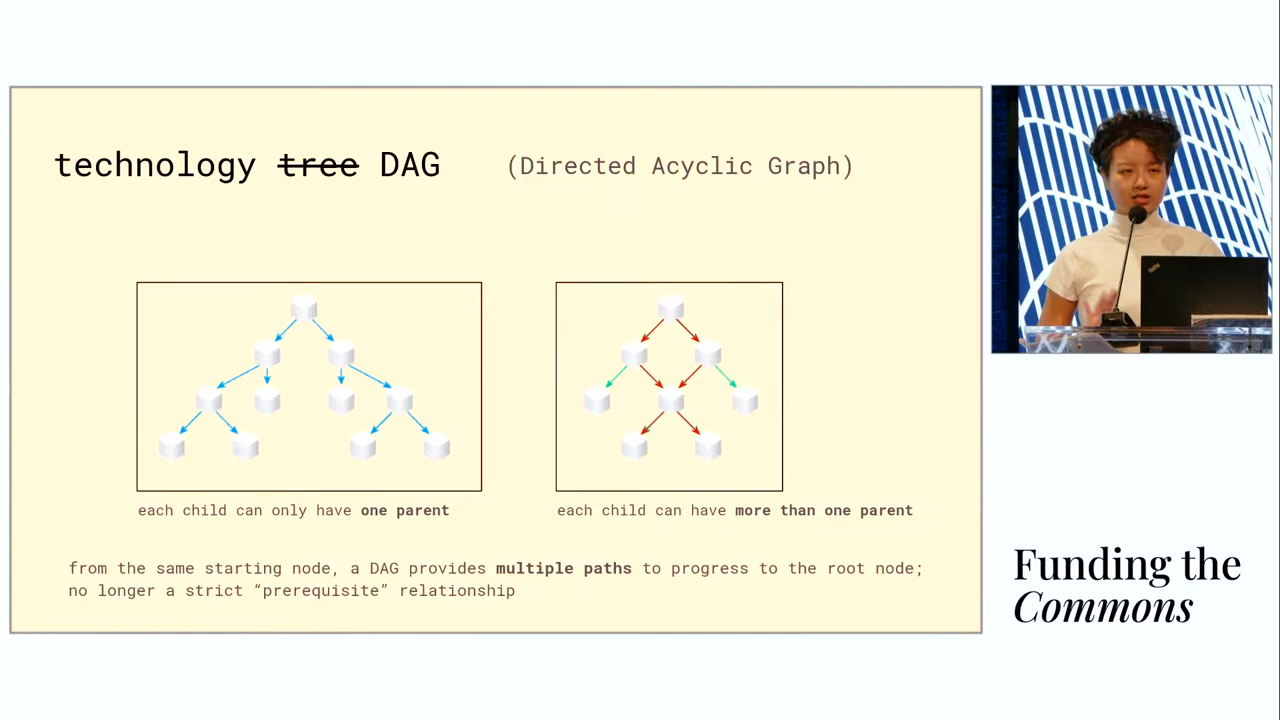 technology tree DAG (Directed Acyclic Graph)
each child can only have one parent
each child can have more than one parent
from the same starting node, a DAG provides multiple paths to progress to the root node;
no longer a strict “prerequisite” relationship
Funding the
Commons